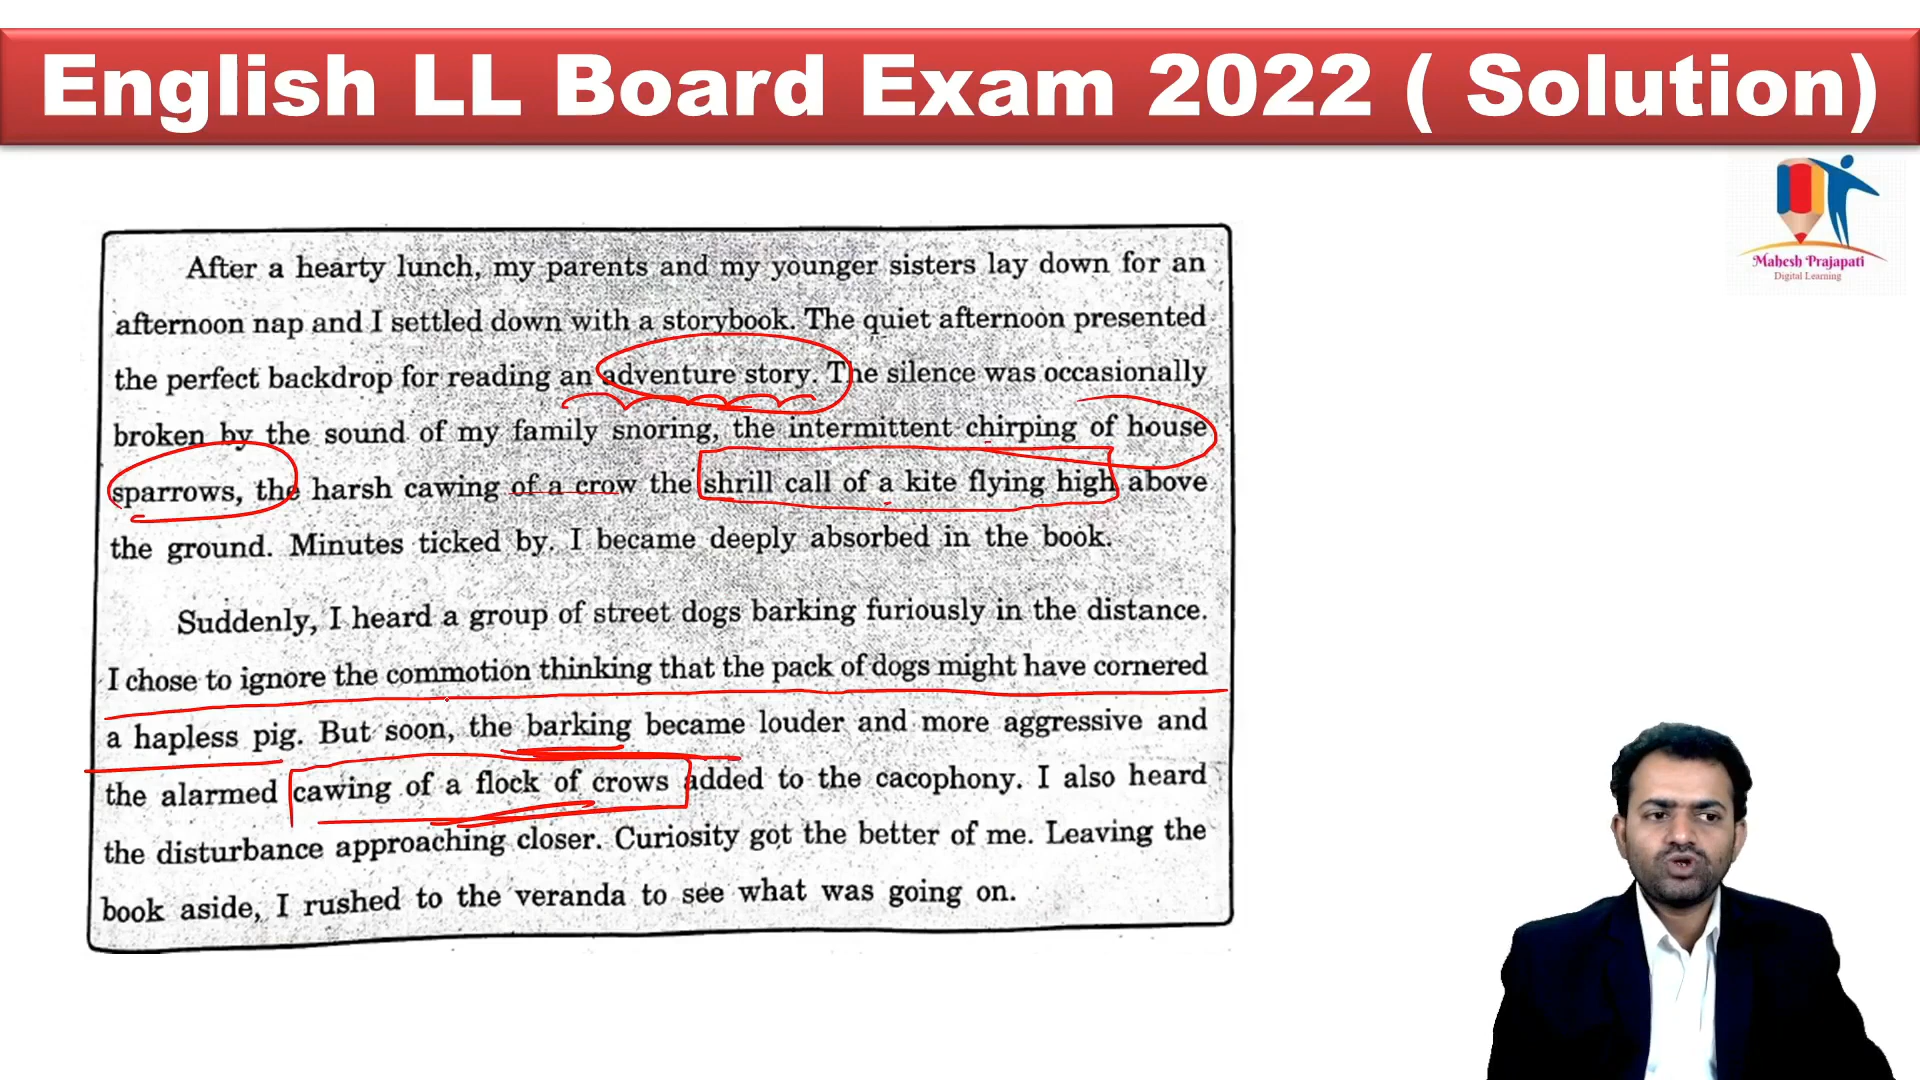 English LL Board Exam 2022 ( Solution)
Mahesh Prajapati
Digital Learning
After a hearty lunch, my parents and my younger sisters lay down for an
afternoon nap and I settled down with a storybook. The quiet afternoon presented
the perfect backdrop for reading an adventure story. The silence was occasionally
broken by the sound of my family snoring, the intermittent chirping of house
sparrows, the harsh cawing of a crow the shrill call of a kite flying high above
the ground. Minutes ticked by. I became deeply absorbed in the book.
Suddenly, I heard a group of street dogs barking furiously in the distance.
I chose to ignore the commotion thinking that the pack of dogs might have cornered
a hapless pig. But soon, the barking became louder and more aggressive and
the alarmed cawing of a flock of crows added to the cacophony. I also heard
the disturbance approaching closer. Curiosity got the better of me. Leaving the
book aside, I rushed to the veranda to see what was going on.